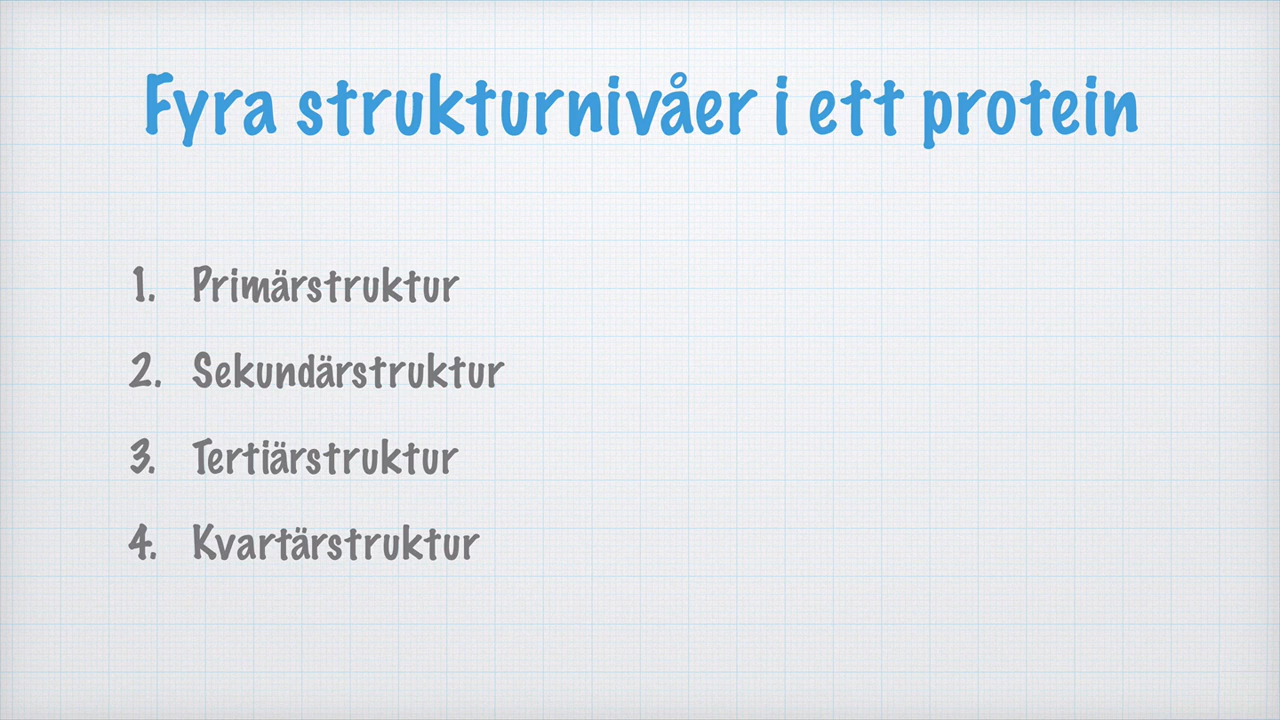 Fyra strukturnivåer i ett protein
1. Primärstruktur
2. Sekundärstruktur
3. Tertiärstruktur
4. Kvartärstruktur